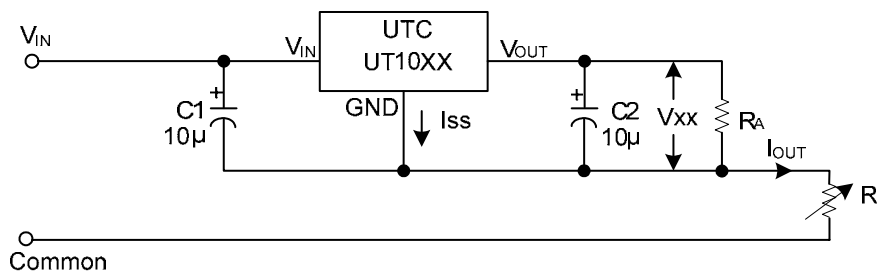 VIN
VIN
UTC
UT10XX
VOUT
GND
ISS
+
C1
10μ
+
C2
10μ
VXX
RA
IOUT
R
Common